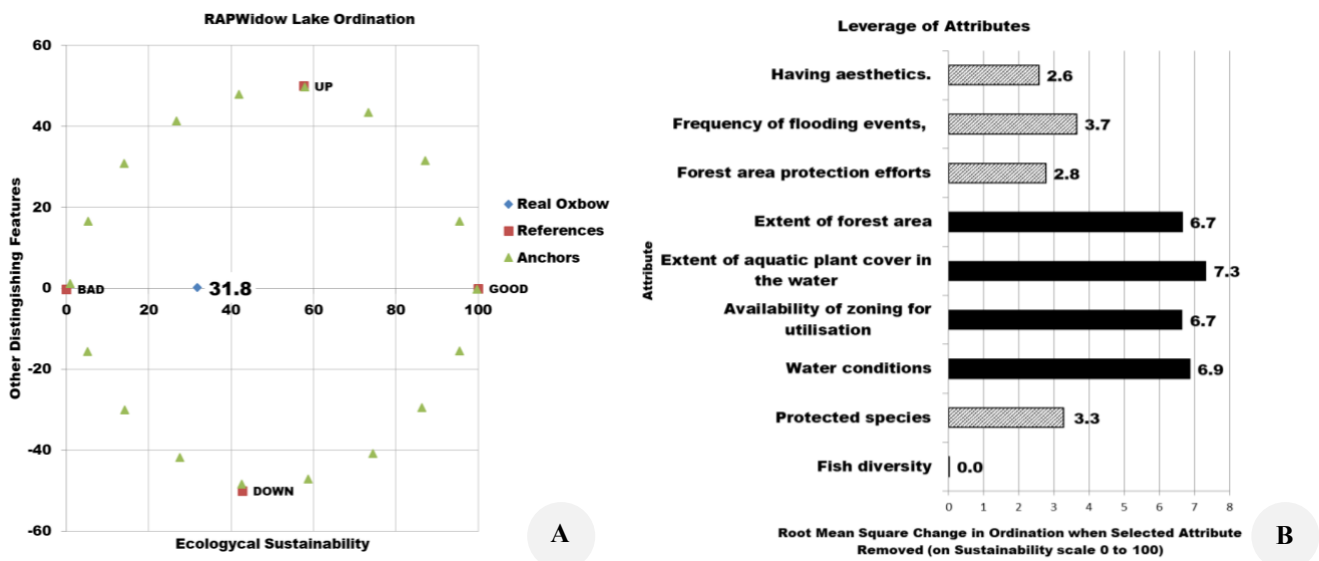 RAPWidow Lake Ordination
60
40
20
0
-20
-40
-60
Other Distingishing Features
UP
BAD
31.8
GOOD
DOWN
0
20
40
60
80
100
Ecologycal Sustainability
Real Oxbow
References
Anchors
A
Leverage of Attributes
Attribute
Having aesthetics.
2.6
Frequency of flooding events,
3.7
Forest area protection efforts
2.8
Extent of forest area
6.7
Extent of aquatic plant cover in
the water
7.3
Availability of zoning for
utilisation
6.7
Water conditions
6.9
Protected species
3.3
Fish diversity
0.0
0 1 2 3 4 5 6 7 8
Root Mean Square Change in Ordination when Selected Attribute
Removed (on Sustainability scale 0 to 100)
B